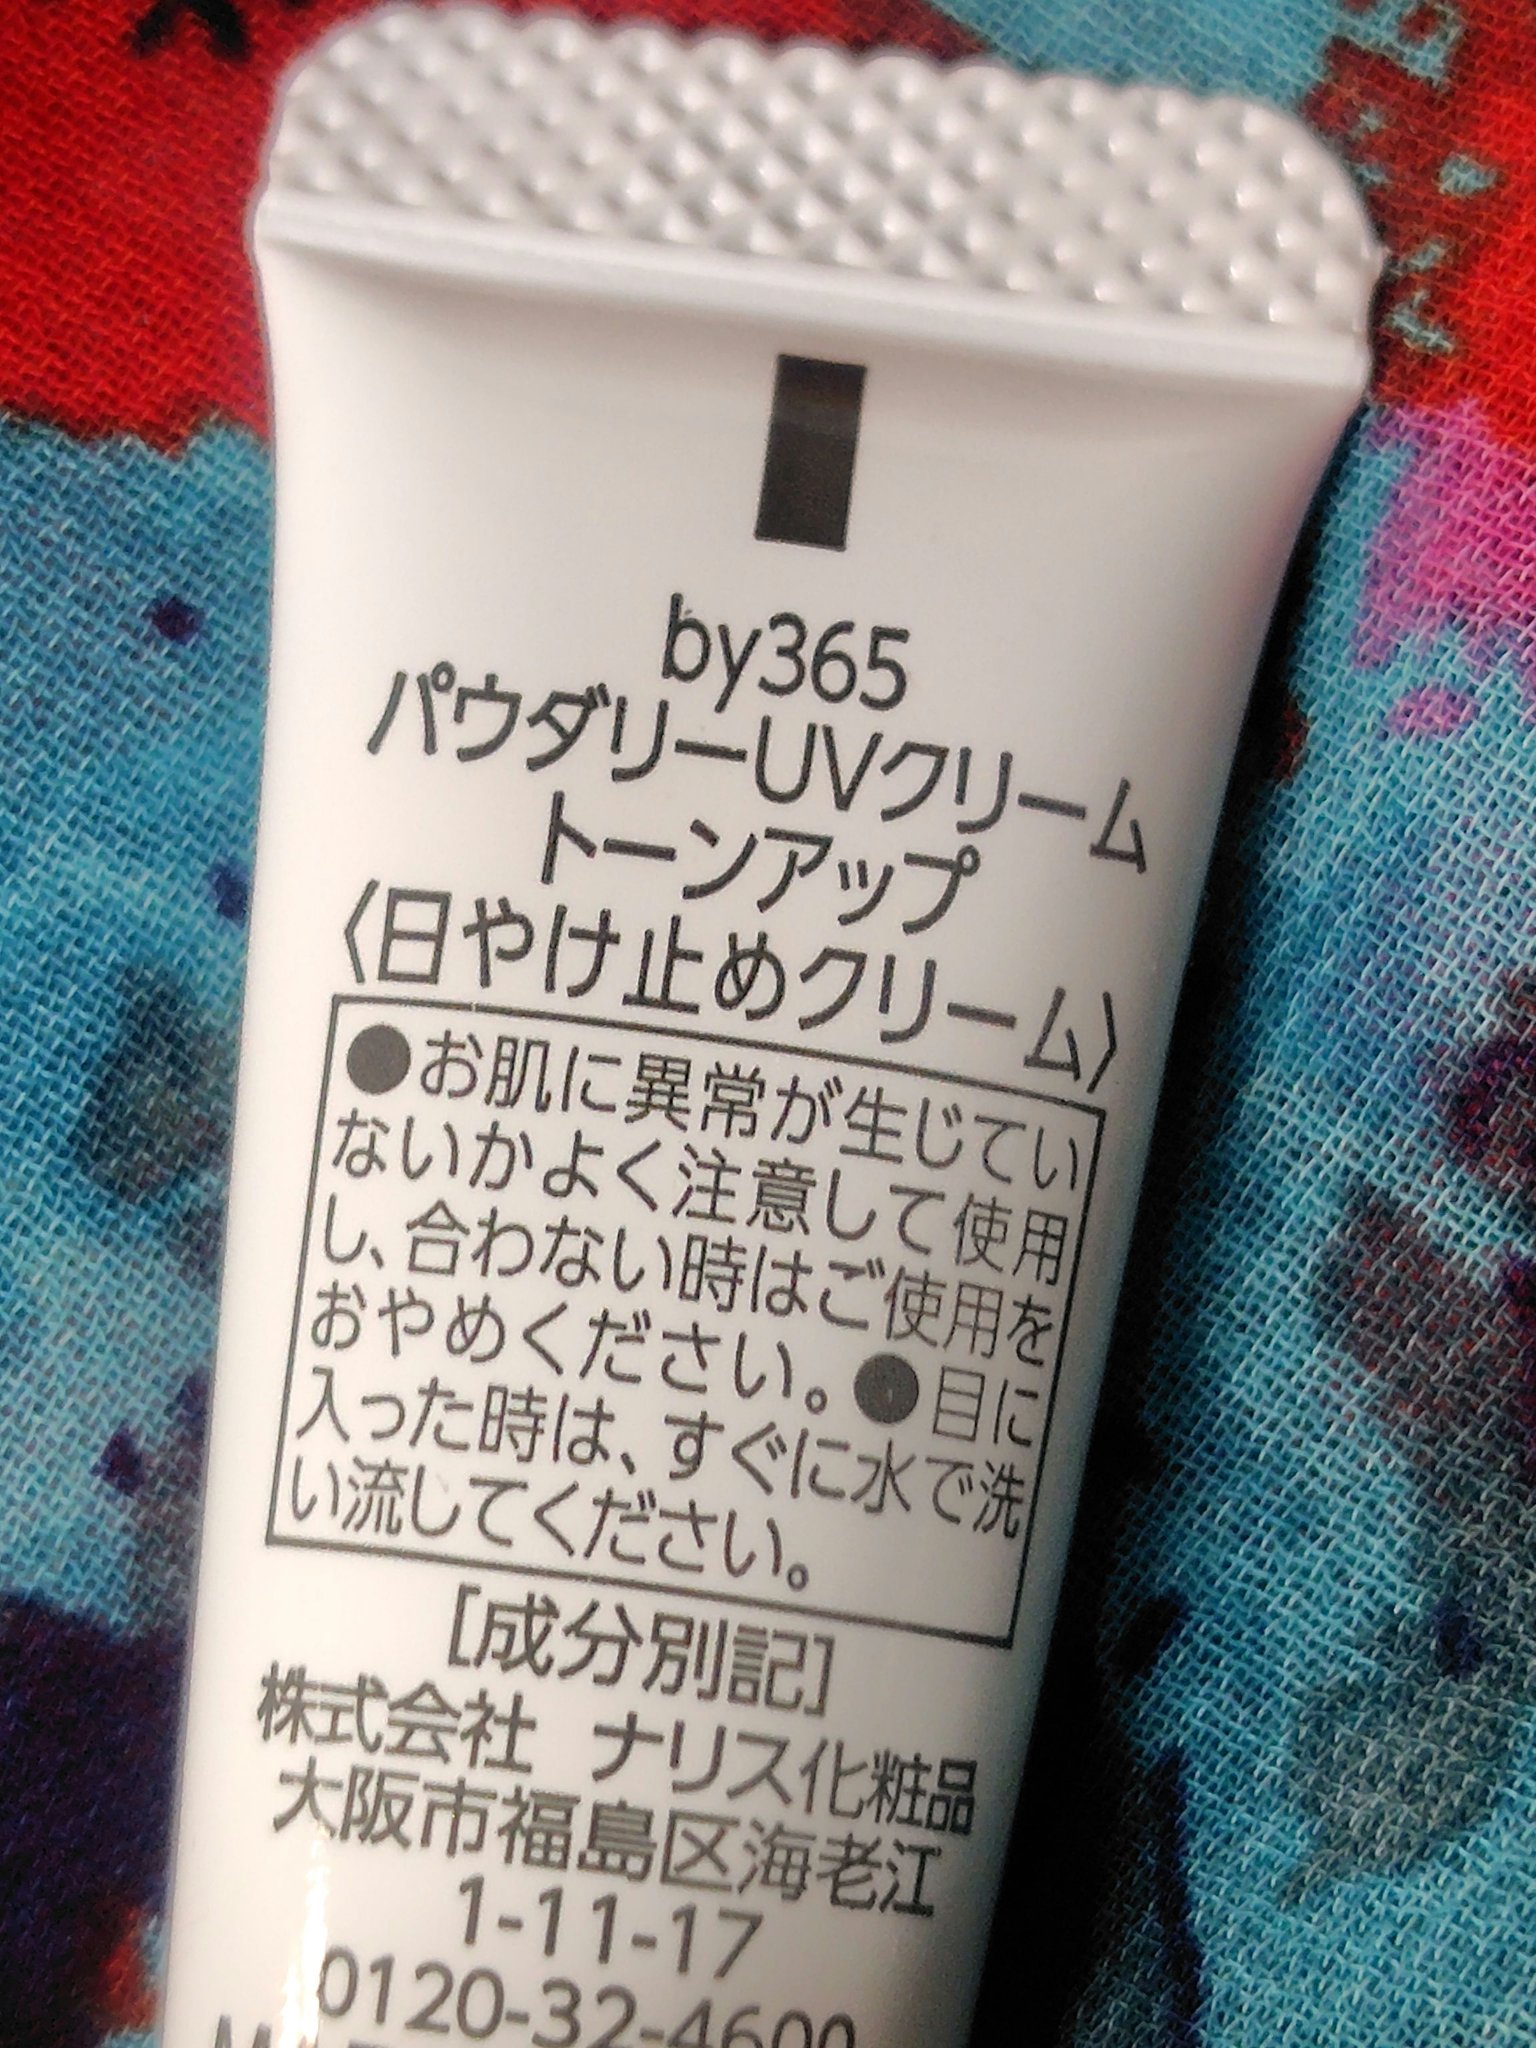 by365
パウダリーUVクリーム
トーンアップ
〈日やけ止めクリーム〉
●お肌に異常が生じてい
ないかよく注意して使用
し、合わない時はご使用を
おやめください。●目に
入った時は、すぐに水で洗
い流してください。
[成分別記]
株式会社 ナリス化粧品
大阪市福島区海老江
1-11-17
0120-32-4600